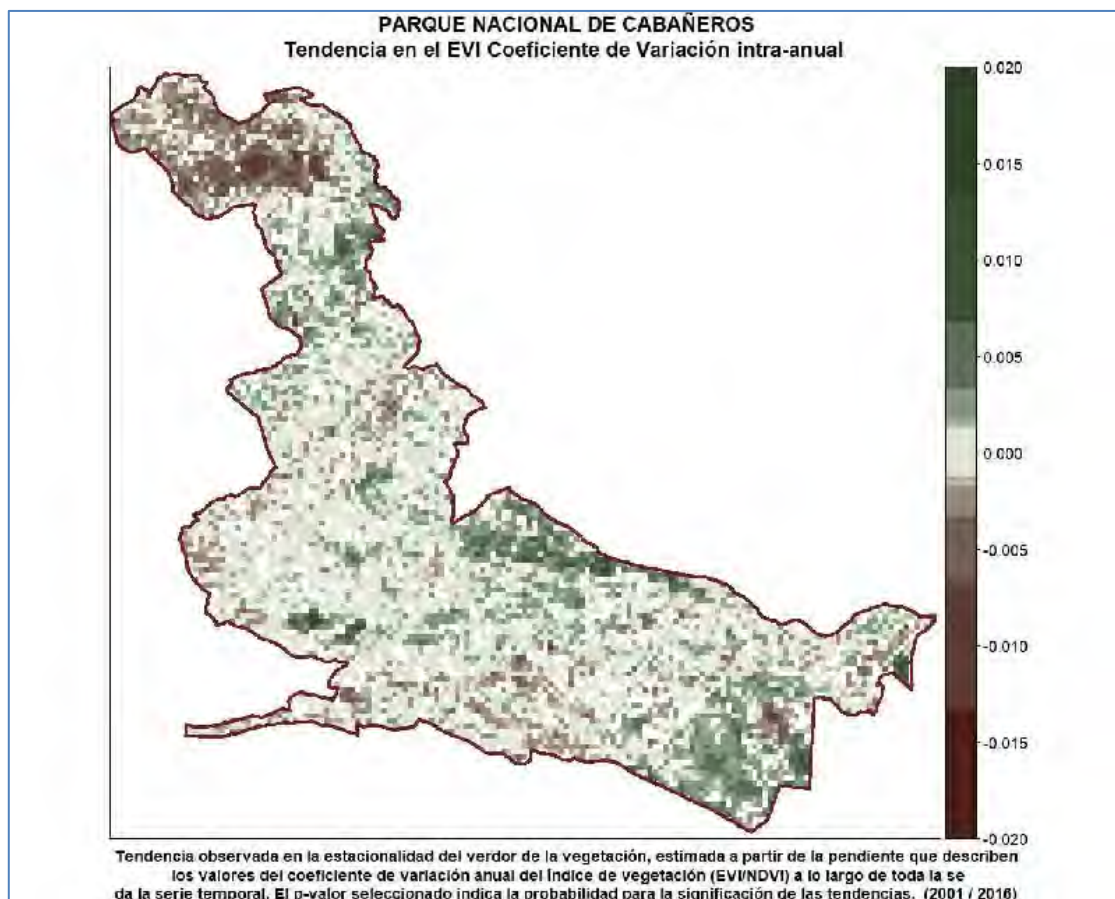 PARQUE NACIONAL DE CABAÑEROS
Tendencia en el EVI Coeficiente de Variación intra-anual
0.020
0.015
0.010
0.005
0.000
-0.005
-0.010
-0.015
-0.020
Tendencia observada en la estacionalidad del verdor de la vegetación, estimada a partir de la pendiente que describen
los valores del coeficiente de variación anual del índice de vegetación (EVI/NDVI) a lo largo de toda la se
da la serie temporal. El p-valor seleccionado indica la probabilidad para la significación de las tendencias. (2001 / 2016)